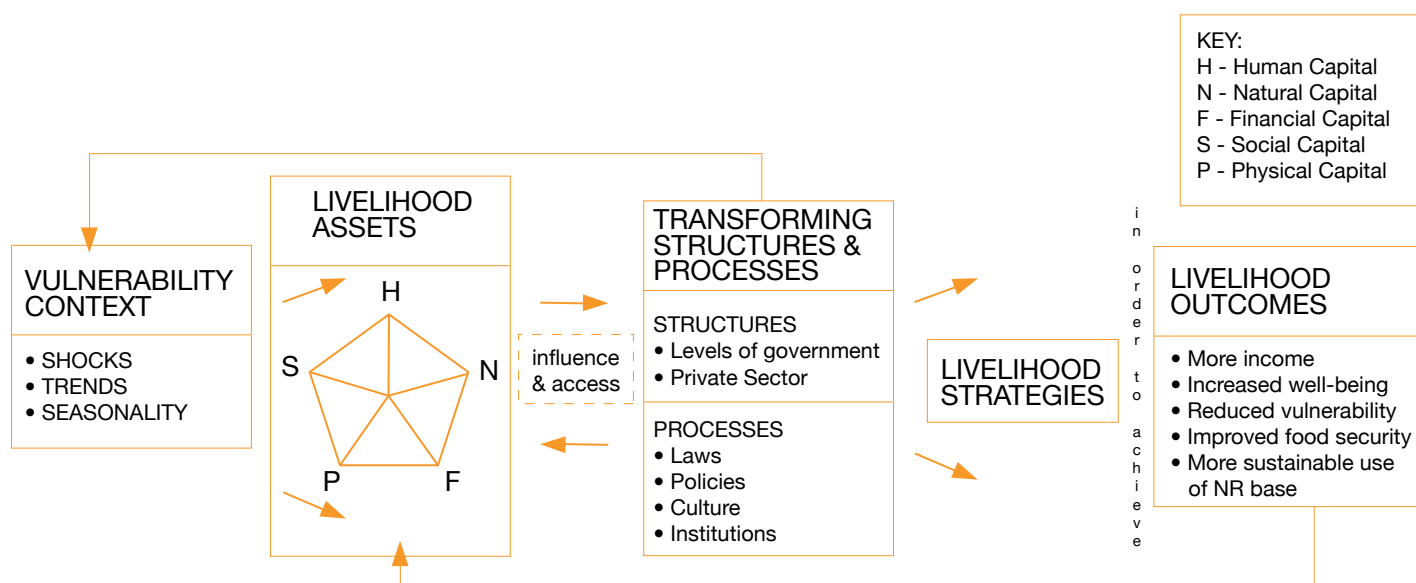 KEY:
H - Human Capital
N - Natural Capital
F - Financial Capital
S - Social Capital
P - Physical Capital
VULNERABILITY
CONTEXT
• SHOCKS
• TRENDS
• SEASONALITY
LIVELIHOOD
ASSETS
H
S
N
P
F
influence
& access
TRANSFORMING
STRUCTURES &
PROCESSES
STRUCTURES
• Levels of government
• Private Sector
PROCESSES
• Laws
• Policies
• Culture
• Institutions
LIVELIHOOD
STRATEGIES
in order to achieve
LIVELIHOOD
OUTCOMES
• More income
• Increased well-being
• Reduced vulnerability
• Improved food security
• More sustainable use
of NR base